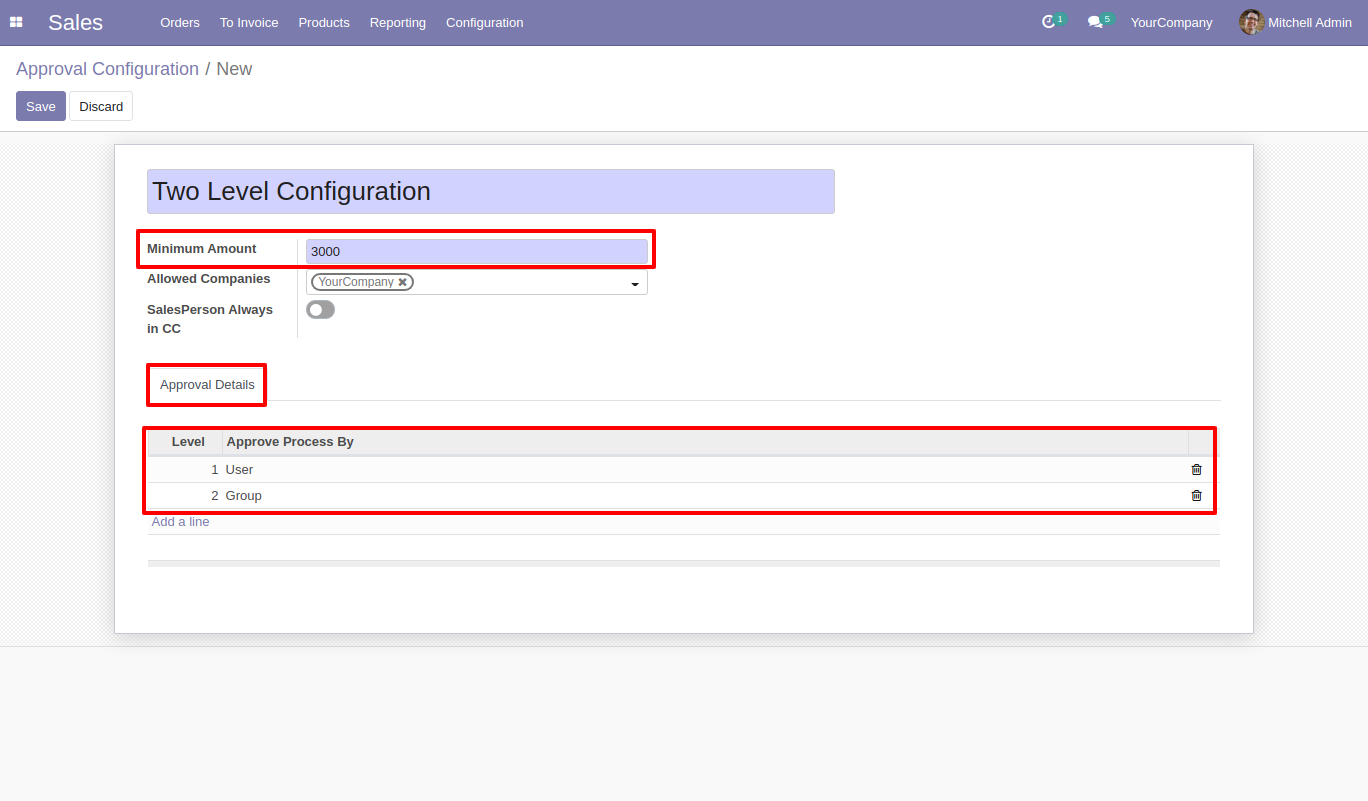 Sales Orders To Invoice Products Reporting Configuration 1 5 YourCompany Mitchell Admin
Approval Configuration / New
Save Discard
Two Level Configuration
Minimum Amount 3000
Allowed Companies YourCompany
SalesPerson Always
in CC
Approval Details
Level Approve Process By
1 User
2 Group
Add a line